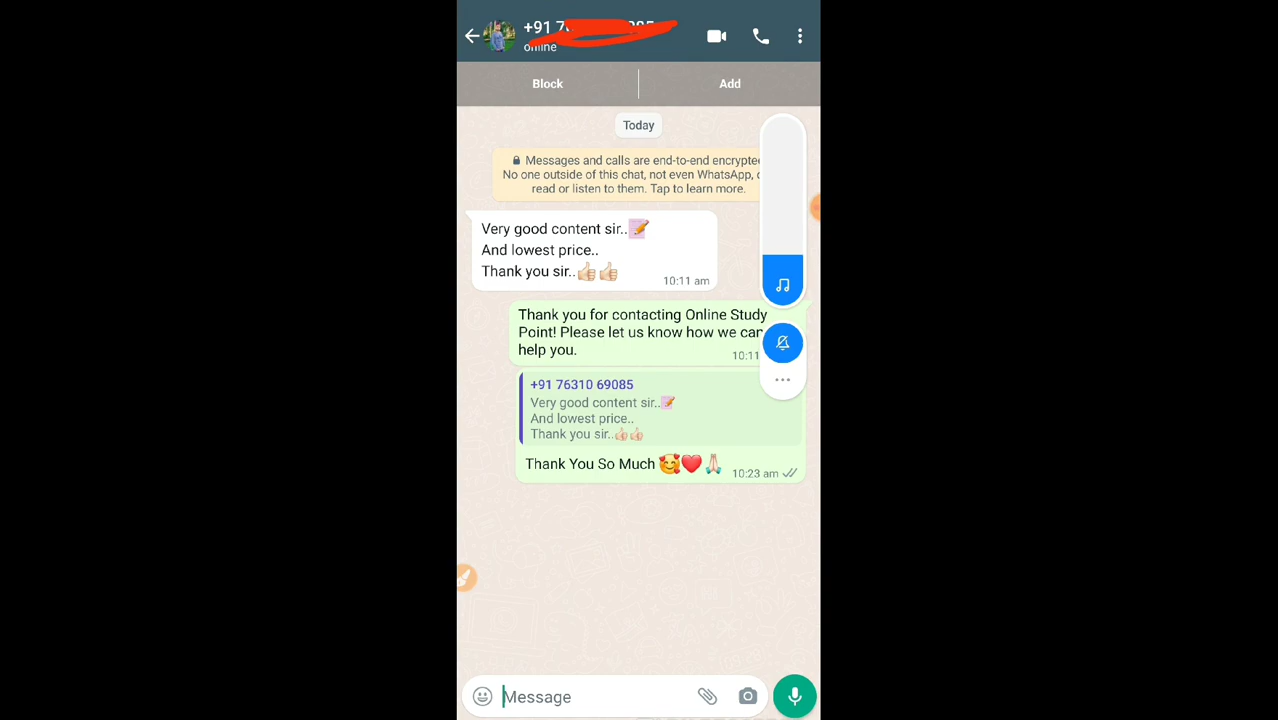 +91
online
Block
Add
Today
Messages and calls are end-to-end
No one outside of this chat, not even WhatsApp,
read or listen to them. Tap to learn more.
Very good content sir..📝
And lowest price..
Thank you sir..👍🏻👍🏻
10:11 am
Thank you for contacting Online Study
Point! Please let us know how we can
help you.
10:11
+91 76310 69085
Very good content sir..📝
And lowest price..
Thank you sir..👍🏻👍🏻
Thank You So Much 🥰❤️🙏🏻
10:23 am
Message